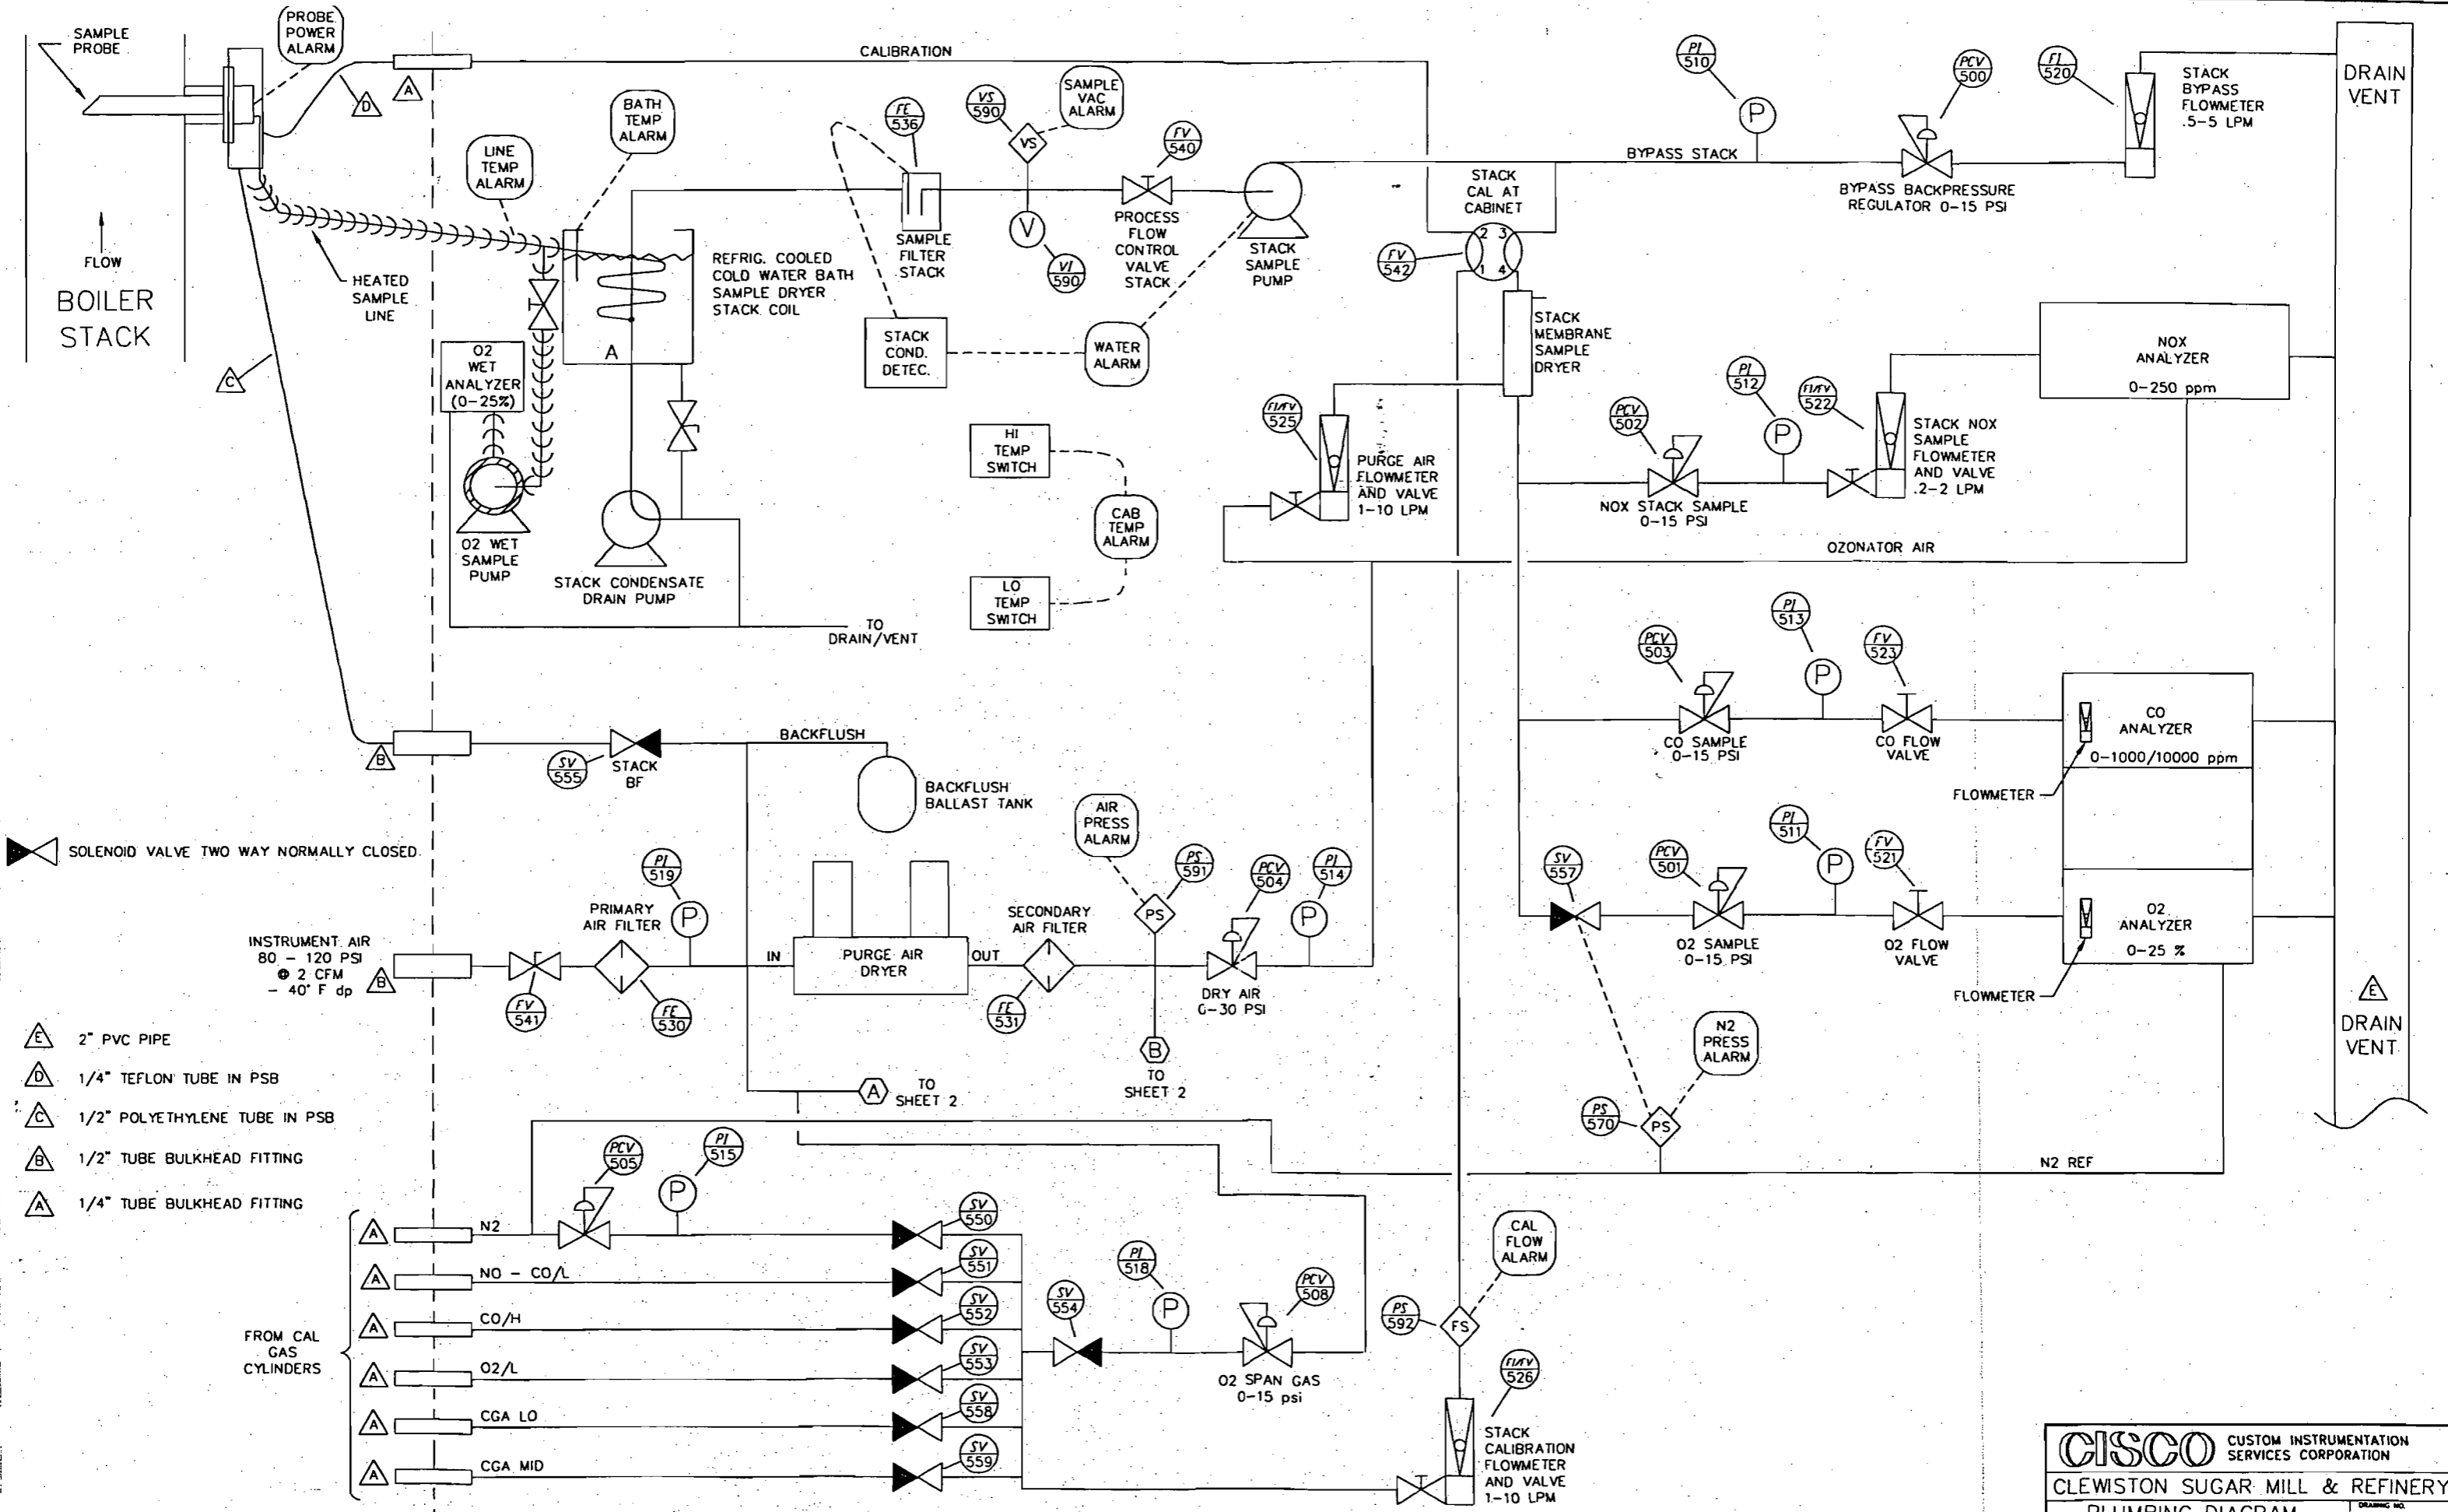 SAMPLE
PROBE
PROBE
POWER
ALARM
D
A
CALIBRATION
FLOW
BOILER
STACK
HEATED
SAMPLE
LINE
C
LINE
TEMP
ALARM
BATH
TEMP
ALARM
REFRIG. COOLED
COLD WATER BATH
SAMPLE DRYER
STACK COIL
A
O2
WET
ANALYZER
(0-25%)
O2 WET
SAMPLE
PUMP
STACK CONDENSATE
DRAIN PUMP
TO
DRAIN/VENT
FE
536
SAMPLE
FILTER
STACK
VS
590
VS
SAMPLE
VAC
ALARM
V
VI
590
FV
540
PROCESS
FLOW
CONTROL
VALVE
STACK
STACK
SAMPLE
PUMP
STACK
COND.
DETEC.
WATER
ALARM
HI
TEMP
SWITCH
CAB
TEMP
ALARM
LO
TEMP
SWITCH
STACK
CAL AT
CABINET
2 3
1 4
FV
542
BYPASS STACK
PI
510
P
PCV
500
BYPASS BACKPRESSURE
REGULATOR 0-15 PSI
FI
520
STACK
BYPASS
FLOWMETER
.5-5 LPM
DRAIN
VENT
STACK
MEMBRANE
SAMPLE
DRYER
FI/FV
525
PURGE AIR
FLOWMETER
AND VALVE
1-10 LPM
PCV
502
NOX STACK SAMPLE
0-15 PSI
PI
512
P
FI/FV
522
STACK NOX
SAMPLE
FLOWMETER
AND VALVE
.2-2 LPM
NOX
ANALYZER
0-250 ppm
OZONATOR AIR
PCV
503
CO SAMPLE
0-15 PSI
PI
513
P
FV
523
CO FLOW
VALVE
CO
ANALYZER
0-1000/10000 ppm
FLOWMETER
SV
557
PCV
501
O2 SAMPLE
0-15 PSI
PI
511
P
FV
521
O2 FLOW
VALVE
O2
ANALYZER
0-25 %
FLOWMETER
E
DRAIN
VENT
N2
PRESS
ALARM
PS
570
PS
N2 REF
B
SV
555
STACK
BF
BACKFLUSH
BACKFLUSH
BALLAST TANK
SOLENOID VALVE TWO WAY NORMALLY CLOSED
INSTRUMENT AIR
80 - 120 PSI
@ 2 CFM
- 40° F dp
B
FV
541
PRIMARY
AIR FILTER
FE
530
PI
519
P
IN
PURGE AIR
DRYER
OUT
SECONDARY
AIR FILTER
FE
531
AIR
PRESS
ALARM
PS
591
PS
PCV
504
DRY AIR
0-30 PSI
PI
514
P
B
TO
SHEET 2
A
TO
SHEET 2
E 2" PVC PIPE
D 1/4" TEFLON TUBE IN PSB
C 1/2" POLYETHYLENE TUBE IN PSB
B 1/2" TUBE BULKHEAD FITTING
A 1/4" TUBE BULKHEAD FITTING
FROM CAL
GAS
CYLINDERS
A N2
PCV
505
PI
515
P
SV
550
A NO - CO/L
SV
551
A CO/H
SV
552
A O2/L
SV
553
A CGA LO
SV
558
A CGA MID
SV
559
SV
554
PI
518
P
PCV
508
O2 SPAN GAS
0-15 psi
CAL
FLOW
ALARM
PS
592
FS
FI/FV
526
STACK
CALIBRATION
FLOWMETER
AND VALVE
1-10 LPM
CISCO CUSTOM INSTRUMENTATION
SERVICES CORPORATION
CLEWISTON SUGAR MILL & REFINERY
PLUMBING DIAGRAM
DRAWING NO.